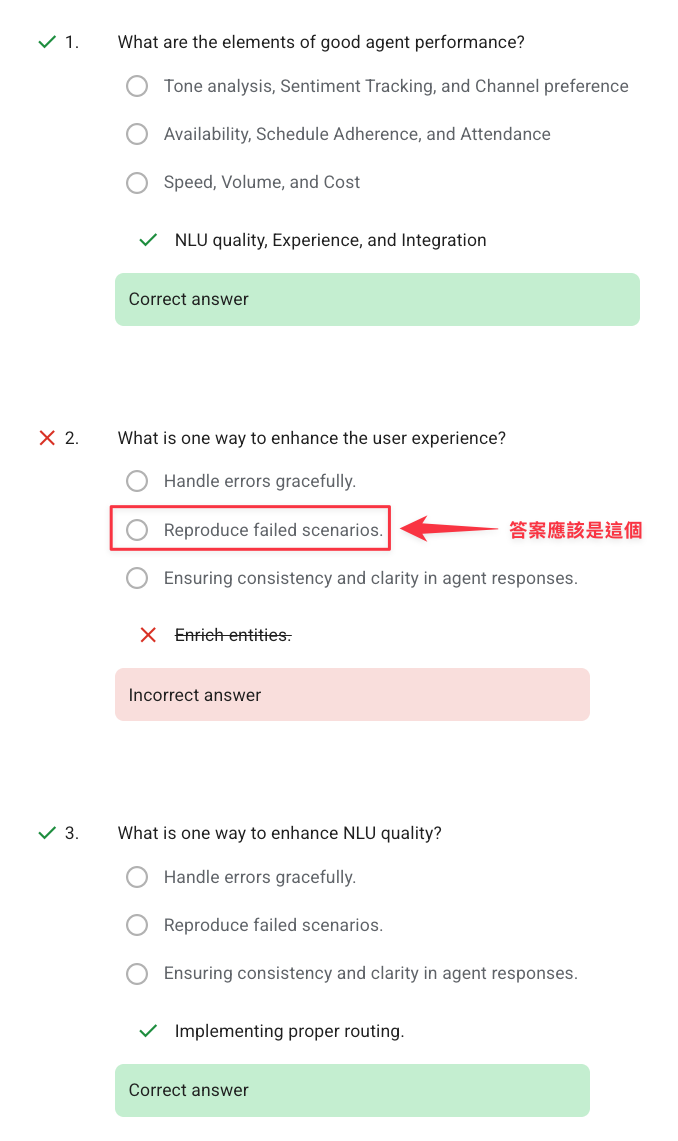 1. What are the elements of good agent performance?
Tone analysis, Sentiment Tracking, and Channel preference
Availability, Schedule Adherence, and Attendance
Speed, Volume, and Cost
NLU quality, Experience, and Integration
Correct answer
2. What is one way to enhance the user experience?
Handle errors gracefully.
Reproduce failed scenarios. 答案應該是這個
Ensuring consistency and clarity in agent responses.
Enrich entities.
Incorrect answer
3. What is one way to enhance NLU quality?
Handle errors gracefully.
Reproduce failed scenarios.
Ensuring consistency and clarity in agent responses.
Implementing proper routing.
Correct answer